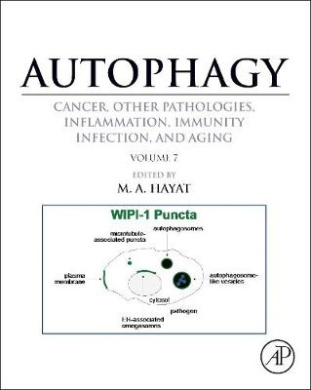 AUTOPHAGY
CANCER, OTHER PATHOLOGIES,
INFLAMMATION, IMMUNITY
INFECTION, AND AGING
VOLUME 7
EDITED BY
M. A. HAYAT
WIPI-1 Puncta
autophagosomes
microtubule-
associated puncta
plasma
membrane
autophagosome-
like vesicles
cytosol
pathogen
ER-associated
omegasomes
AP